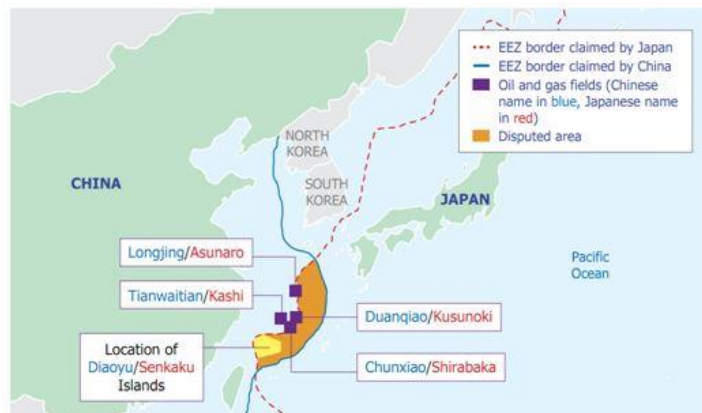 EEZ border claimed by Japan
EEZ border claimed by China
Oil and gas fields (Chinese
name in blue, Japanese name
in red)
Disputed area
NORTH
KOREA
SOUTH
KOREA
CHINA
JAPAN
Longjing/Asunaro
Pacific
Ocean
Tianwaitian/Kashi
Duanqiao/Kusunoki
Location of
Diaoyu/Senkaku
Islands
Chunxiao/Shirabaka